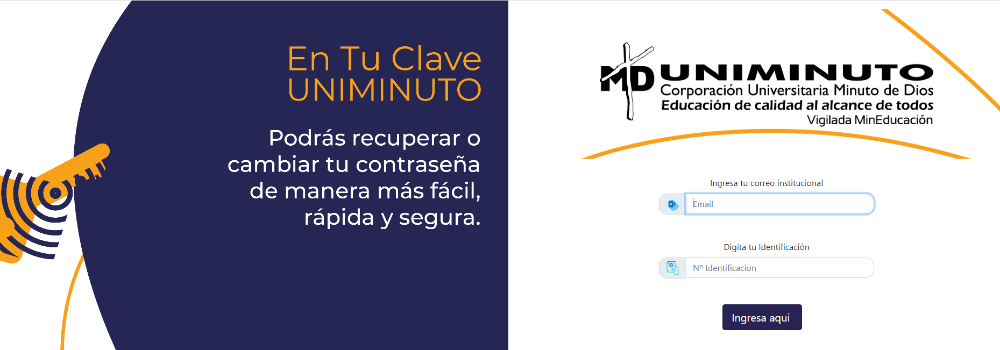 En Tu Clave
UNIMINUTO
Podrás recuperar o
cambiar tu contraseña
de manera más fácil,
rápida y segura.
MD UNIMINUTO
Corporación Universitaria Minuto de Dios
Educación de calidad al alcance de todos
Vigilada MinEducación
Ingresa tu correo institucional
Email
Digita tu Identificación
Nº Identificacion
Ingresa aqui